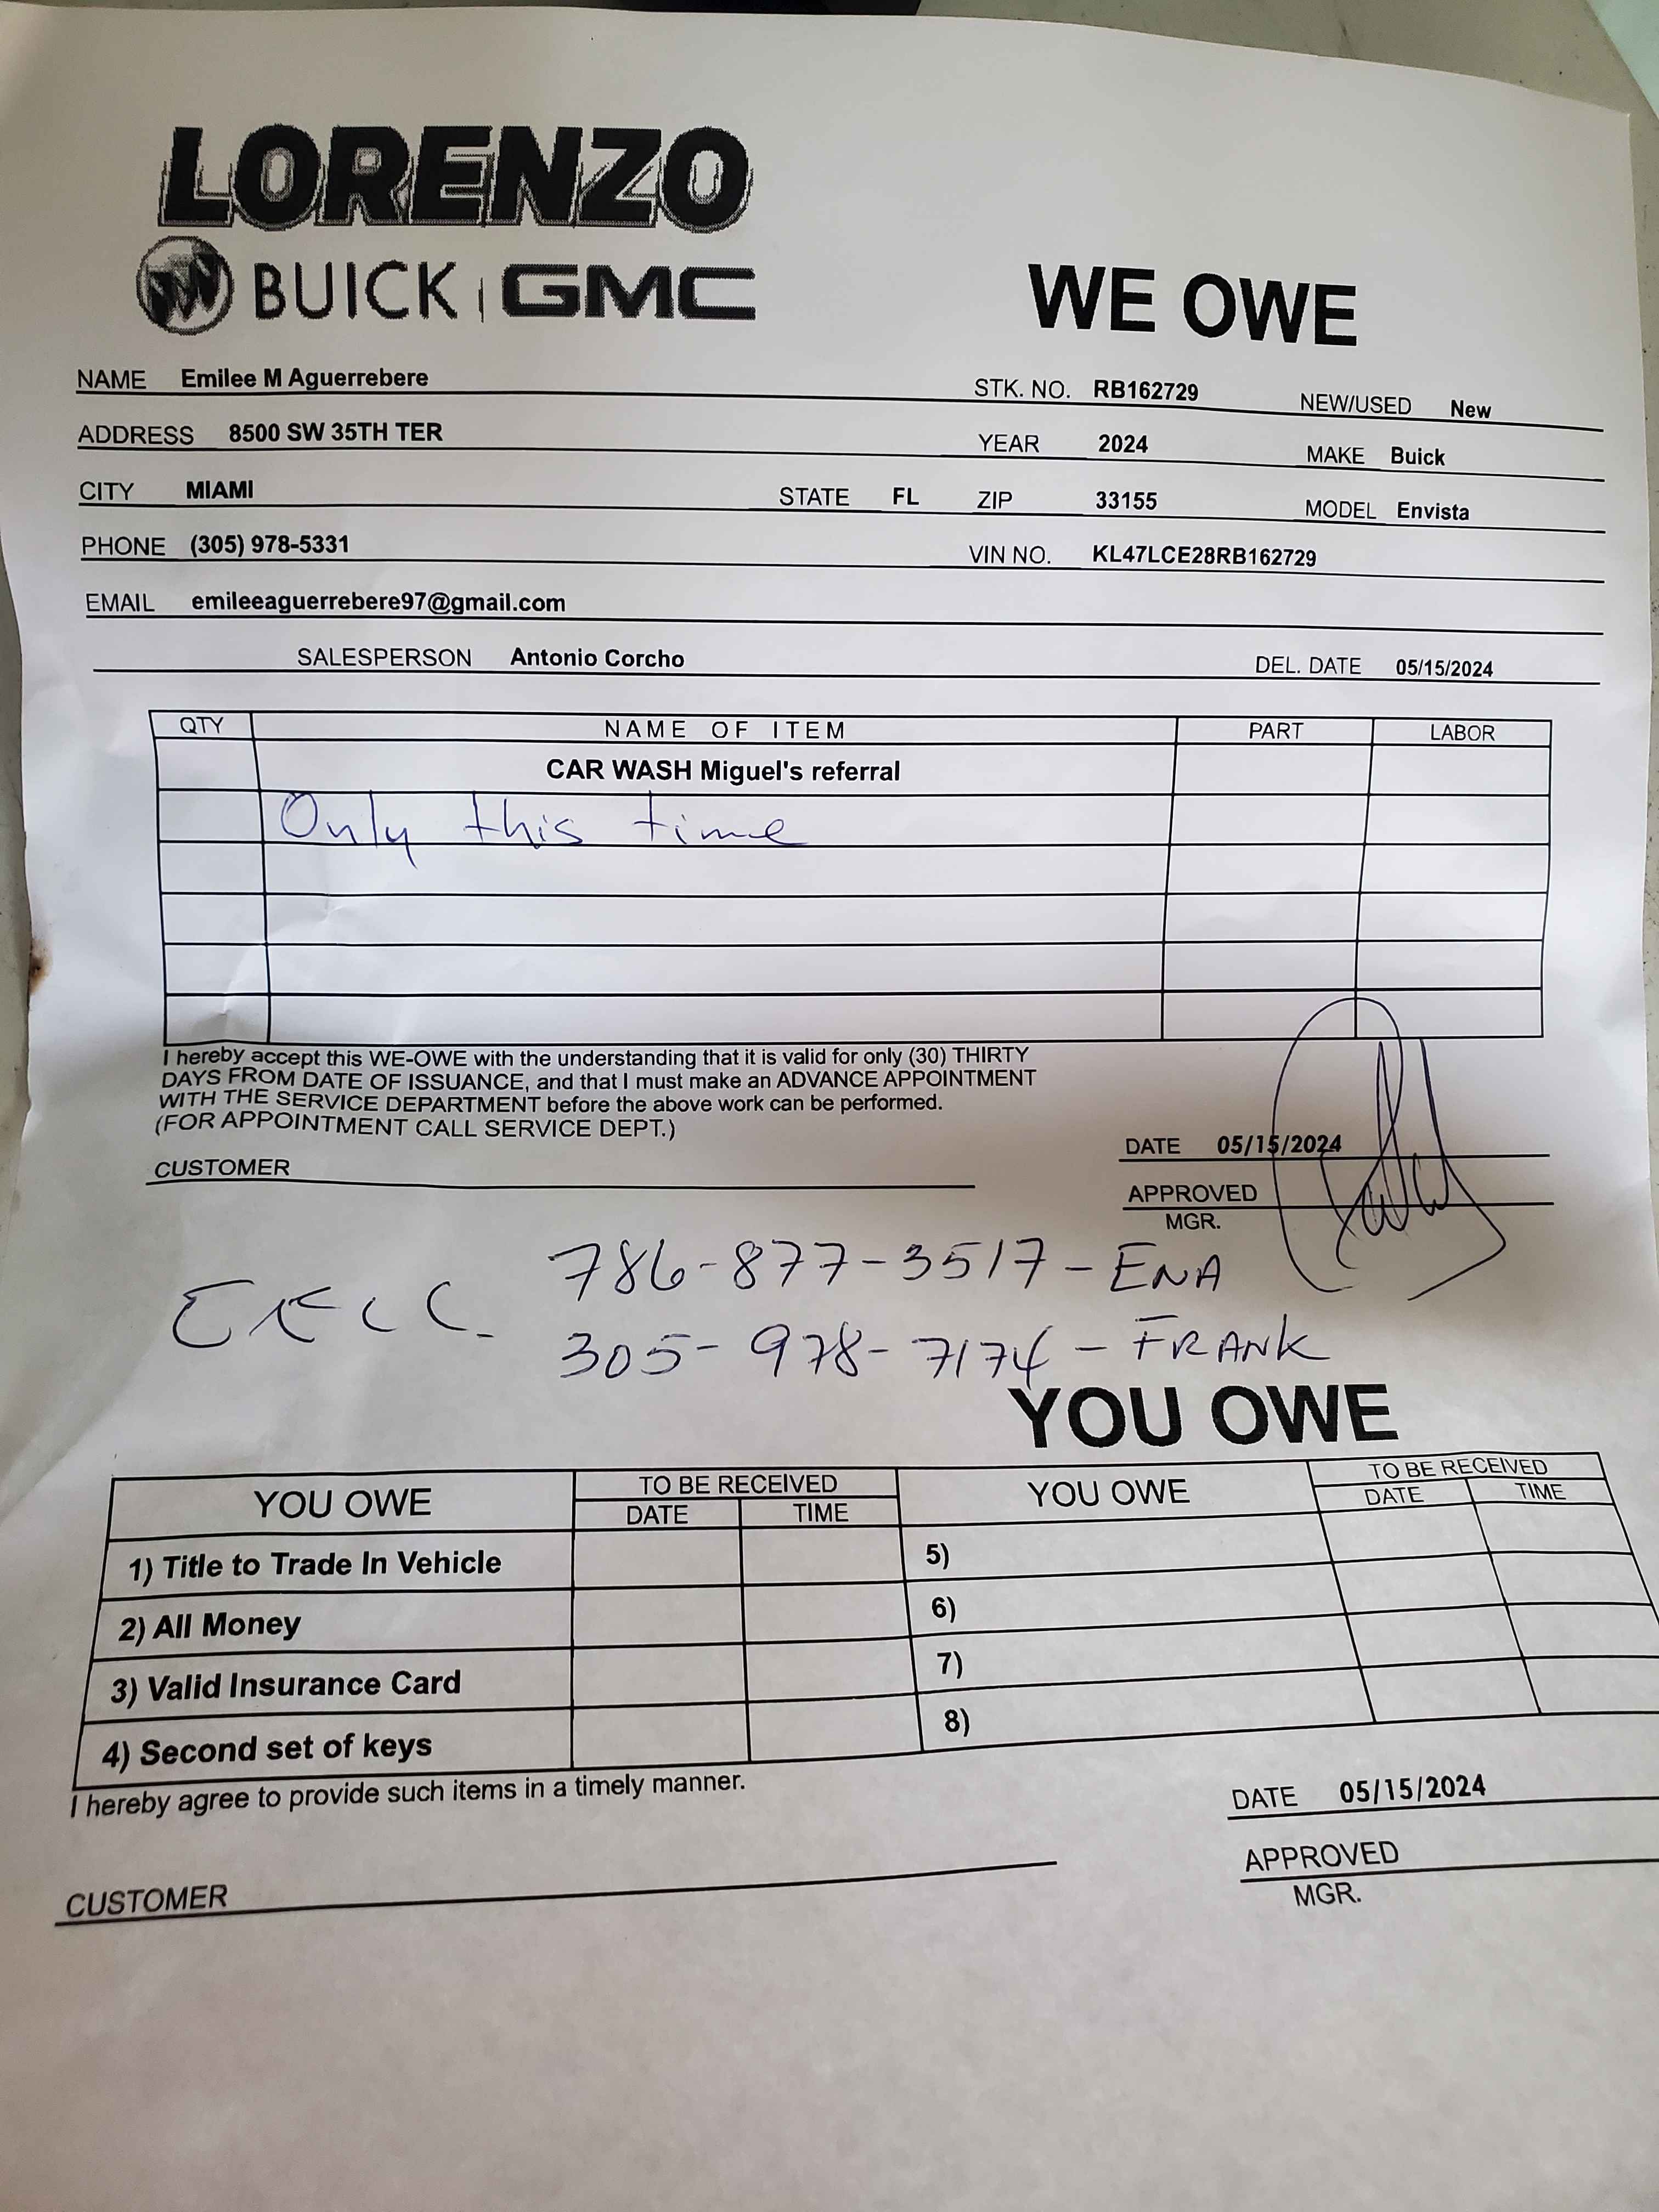 LORENZO
BUICK | GMC
WE OWE
NAME Emilee M Aguerrebere STK. NO. RB162729 NEW/USED New
ADDRESS 8500 SW 35TH TER YEAR 2024 MAKE Buick
CITY MIAMI STATE FL ZIP 33155 MODEL Envista
PHONE (305) 978-5331 VIN NO. KL47LCE28RB162729
EMAIL emileeaguerrebere97@gmail.com
SALESPERSON Antonio Corcho DEL. DATE 05/15/2024
QTY NAME OF ITEM PART LABOR
CAR WASH Miguel's referral
Only this time
I hereby accept this WE-OWE with the understanding that it is valid for only (30) THIRTY
DAYS FROM DATE OF ISSUANCE, and that I must make an ADVANCE APPOINTMENT
WITH THE SERVICE DEPARTMENT before the above work can be performed.
(FOR APPOINTMENT CALL SERVICE DEPT.)
DATE 05/15/2024
CUSTOMER
APPROVED
MGR.
786-877-3517 - ENA
305-978-7174 - FRANK
YOU OWE
YOU OWE TO BE RECEIVED YOU OWE TO BE RECEIVED
DATE TIME DATE TIME
1) Title to Trade In Vehicle 5)
2) All Money 6)
3) Valid Insurance Card 7)
4) Second set of keys 8)
I hereby agree to provide such items in a timely manner.
DATE 05/15/2024
APPROVED
MGR.
CUSTOMER